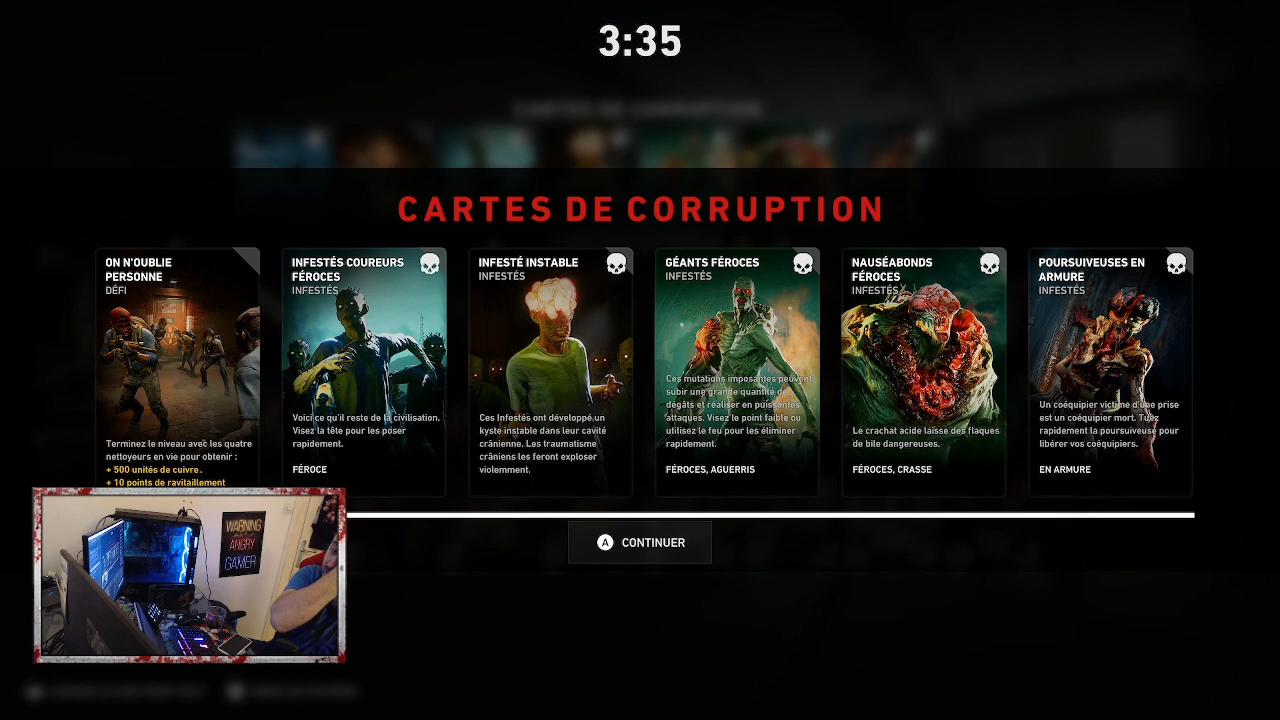 3:35
CARTES DE CORRUPTION
ON N'OUBLIE
PERSONNE
DÉFI
Terminez le niveau avec les quatre
nettoyeurs en vie pour obtenir :
+ 500 unités de cuivre.
+ 10 points de ravitaillement
INFESTÉS COUREURS
FÉROCES
INFESTÉS
Voici ce qu'il reste de la civilisation.
Visez la tête pour les poser
rapidement.
FÉROCE
INFESTÉ INSTABLE
INFESTÉS
Ces Infestés ont développé un
kyste instable dans leur cavité
crânienne. Les traumatisme
crâniens les feront exploser
violemment.
GÉANTS FÉROCES
INFESTÉS
Ces mutations imposantes peuvent
subir une grande quantité de
dégâts et réaliser en puissantes
attaques. Visez le point faible ou
utilisez le feu pour les éliminer
rapidement.
FÉROCES, AGUERRIS
NAUSÉABONDS
FÉROCES
INFESTÉS
Le crachat acide laisse des flaques
de bile dangereuses.
FÉROCES, CRASSE
POURSUIVEUSES EN
ARMURE
INFESTÉS
Un coéquipier victime d'une prise
est un coéquipier mort. Tuez
rapidement la poursuiveuse pour
libérer vos coéquipiers.
EN ARMURE
A CONTINUER
WARNING
ANGRY
GAMER